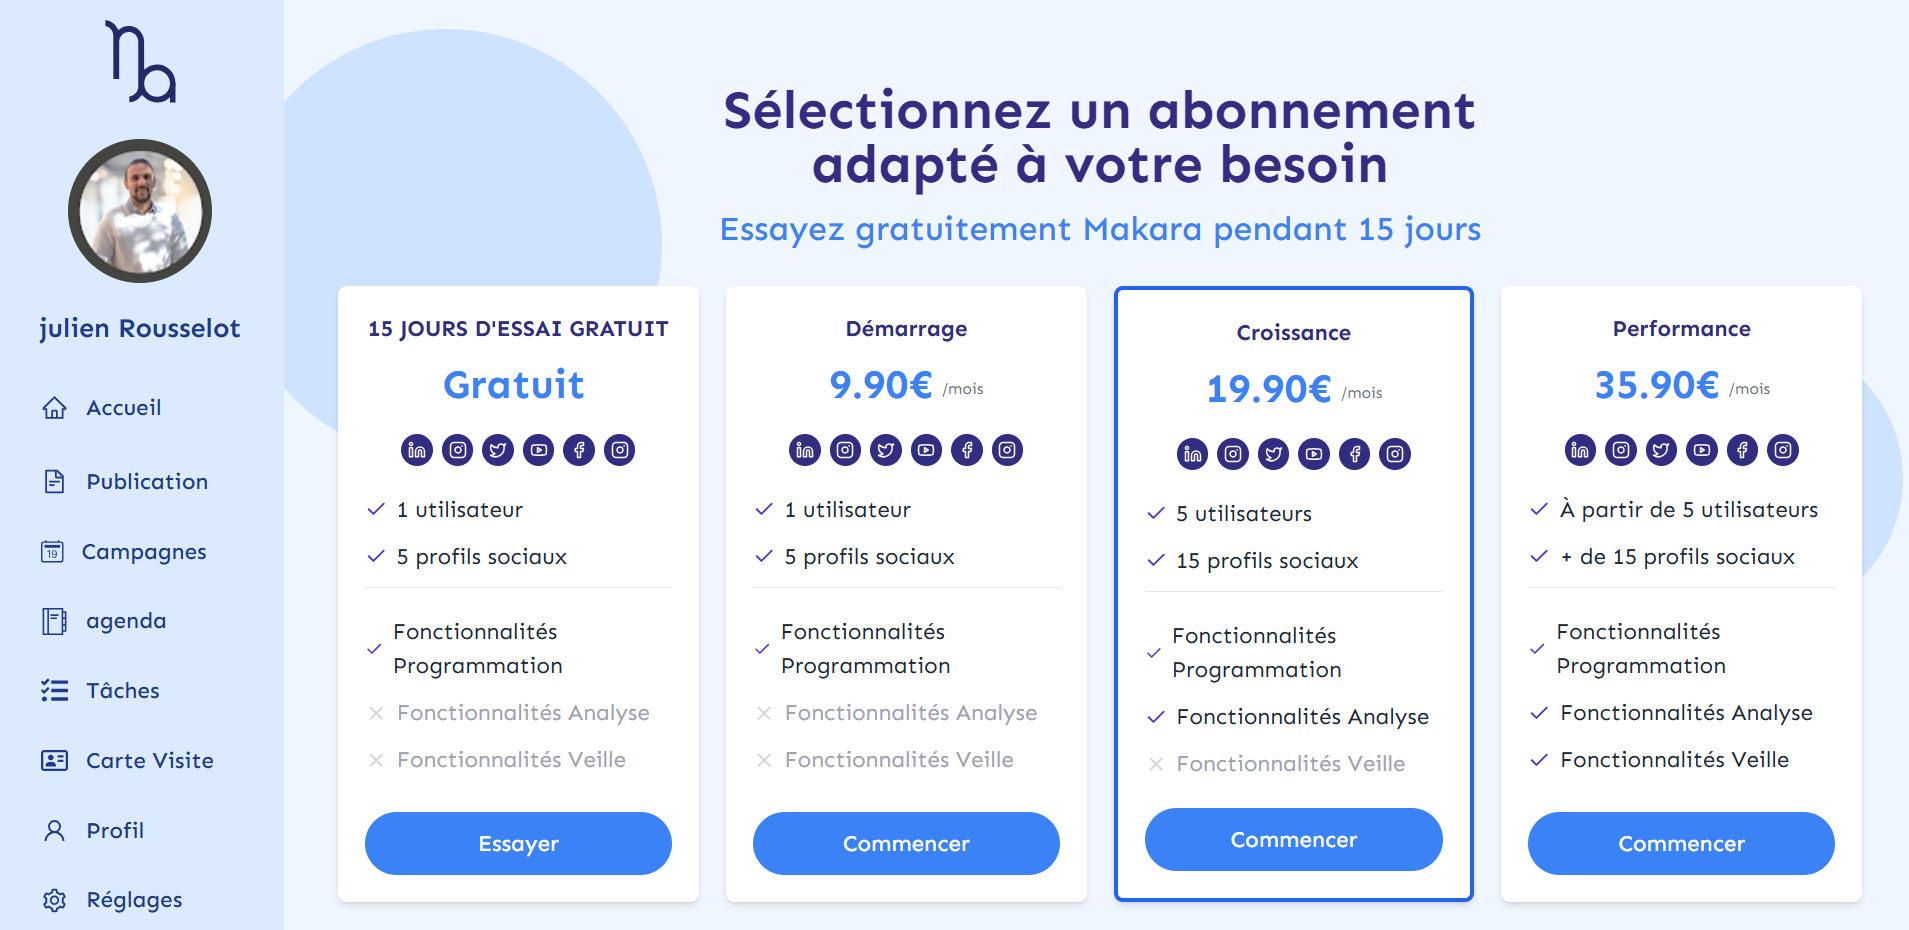 julien Rousselot
Accueil
Publication
19
Campagnes
agenda
Tâches
Carte Visite
Profil
Réglages
Sélectionnez un abonnement
adapté à votre besoin
Essayez gratuitement Makara pendant 15 jours
15 JOURS D'ESSAI GRATUIT
Gratuit
1 utilisateur
5 profils sociaux
Fonctionnalités
Programmation
Fonctionnalités Analyse
Fonctionnalités Veille
Essayer
Démarrage
9.90€ /mois
1 utilisateur
5 profils sociaux
Fonctionnalités
Programmation
Fonctionnalités Analyse
Fonctionnalités Veille
Commencer
Croissance
19.90€ /mois
5 utilisateurs
15 profils sociaux
Fonctionnalités
Programmation
Fonctionnalités Analyse
Fonctionnalités Veille
Commencer
Performance
35.90€ /mois
À partir de 5 utilisateurs
+ de 15 profils sociaux
Fonctionnalités
Programmation
Fonctionnalités Analyse
Fonctionnalités Veille
Commencer